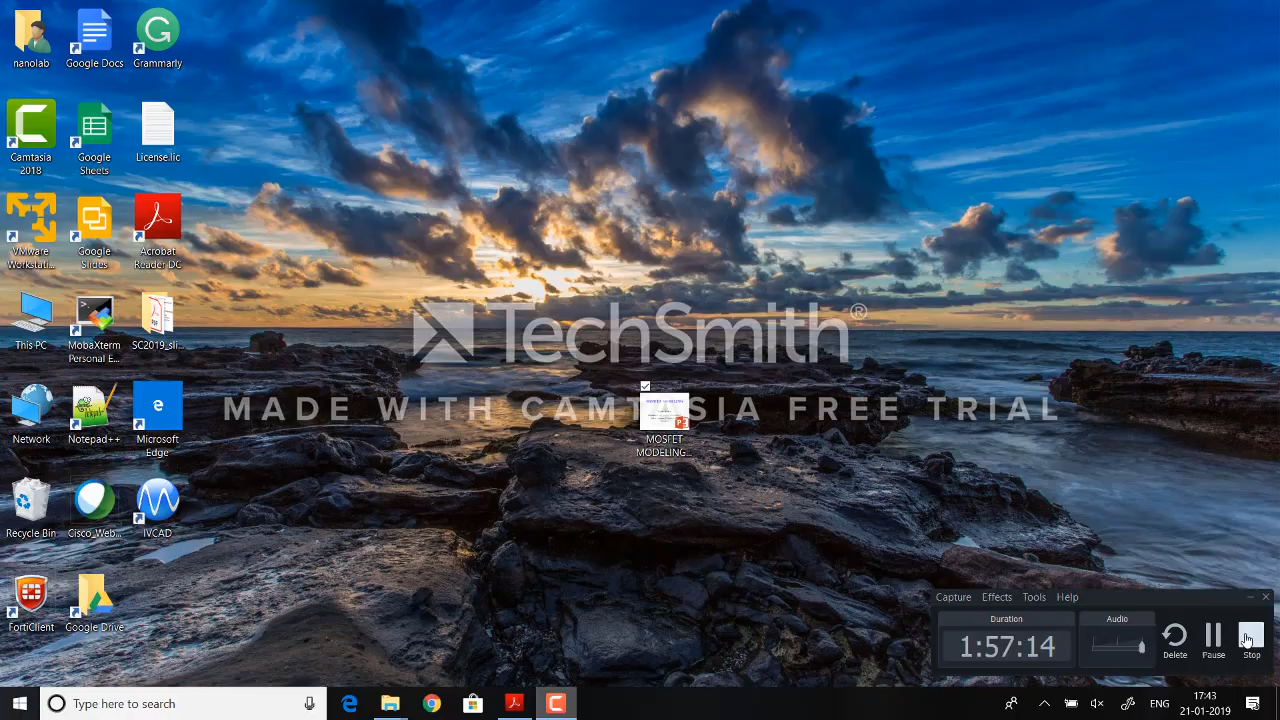 nanolab
Google Docs
Grammarly
Camtasia
2018
Google
Sheets
License.lic
VMware
Workstati...
Google
Slides
Acrobat
Reader DC
This PC
MobaXterm
Personal E...
SC2019_sli...
Network
Notepad++
Microsoft
Edge
Recycle Bin
Cisco_Web...
IVCAD
FortiClient
Google Drive
TechSmith®
MADE WITH CAMTASIA FREE TRIAL
MOSFET
MODELING...
Capture Effects Tools Help
Duration
Audio
1:57:14
Delete
Pause
Stop
Type here to search
ENG
17:43
21-01-2019